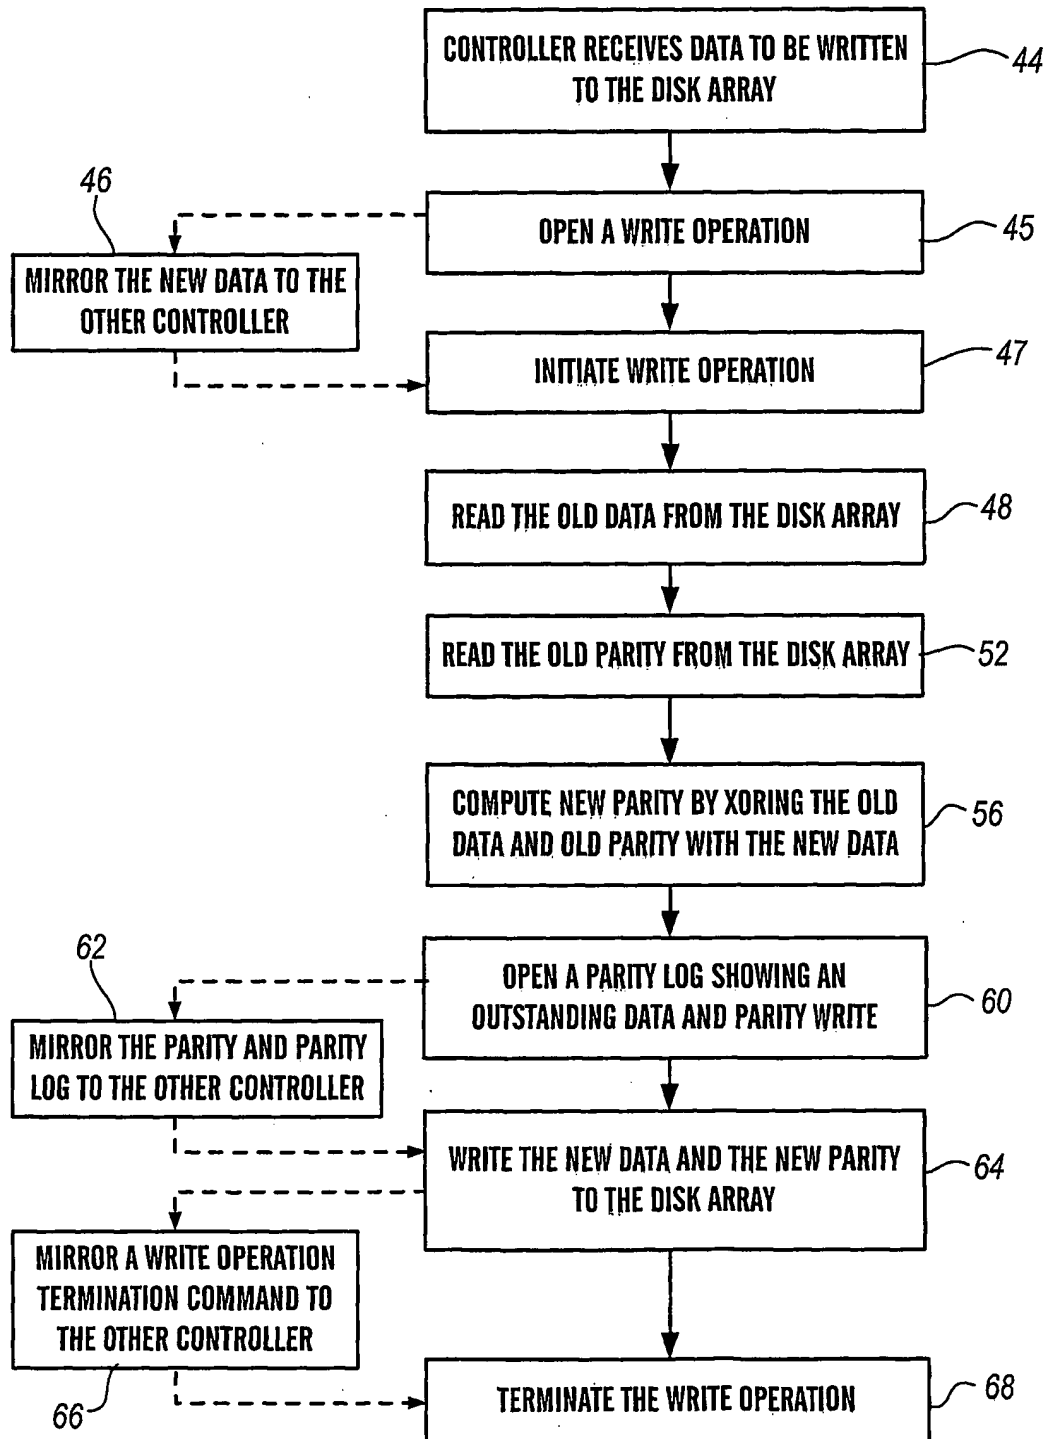 CONTROLLER RECEIVES DATA TO BE WRITTEN
TO THE DISK ARRAY
44
46
OPEN A WRITE OPERATION
45
MIRROR THE NEW DATA TO THE
OTHER CONTROLLER
INITIATE WRITE OPERATION
47
READ THE OLD DATA FROM THE DISK ARRAY
48
READ THE OLD PARITY FROM THE DISK ARRAY
52
COMPUTE NEW PARITY BY XORING THE OLD
DATA AND OLD PARITY WITH THE NEW DATA
56
62
OPEN A PARITY LOG SHOWING AN
OUTSTANDING DATA AND PARITY WRITE
60
MIRROR THE PARITY AND PARITY
LOG TO THE OTHER CONTROLLER
WRITE THE NEW DATA AND THE NEW PARITY
TO THE DISK ARRAY
64
MIRROR A WRITE OPERATION
TERMINATION COMMAND TO
THE OTHER CONTROLLER
66
TERMINATE THE WRITE OPERATION
68